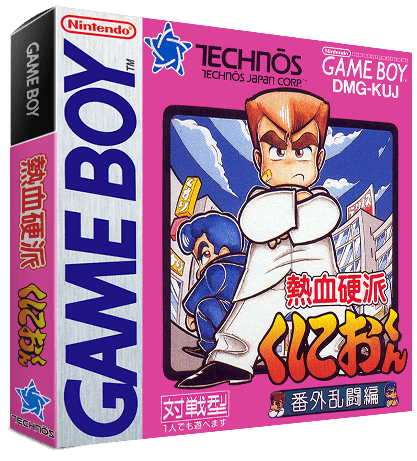 GAME BOY
熱血硬派
くにおくん
TECHNŌS
Nintendo
GAME BOY
TM
TECHNŌS
TECHNŌS JAPAN CORP.
Nintendo
GAME BOY
DMG-KUJ
熱血硬派
くにおくん
番外乱闘編
対戦型
1人でも遊べます